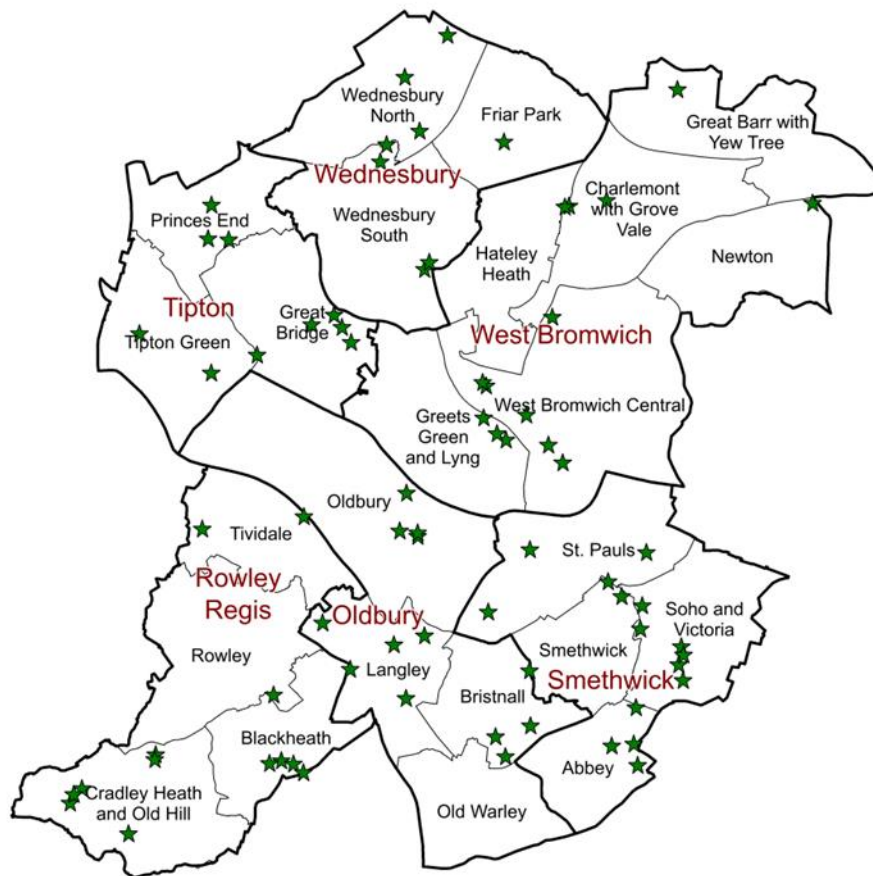 Wednesbury
North
Friar Park
Great Barr with
Yew Tree
Wednesbury
Charlemont
with Grove
Vale
Princes End
Wednesbury
South
Hateley
Heath
Newton
Tipton
Great
Bridge
Tipton Green
West Bromwich
West Bromwich Central
Greets
Green
and Lyng
Oldbury
Tividale
St. Pauls
Rowley
Regis
Oldbury
Soho and
Victoria
Smethwick
Rowley
Langley
Smethwick
Bristnall
Blackheath
Abbey
Cradley Heath
and Old Hill
Old Warley